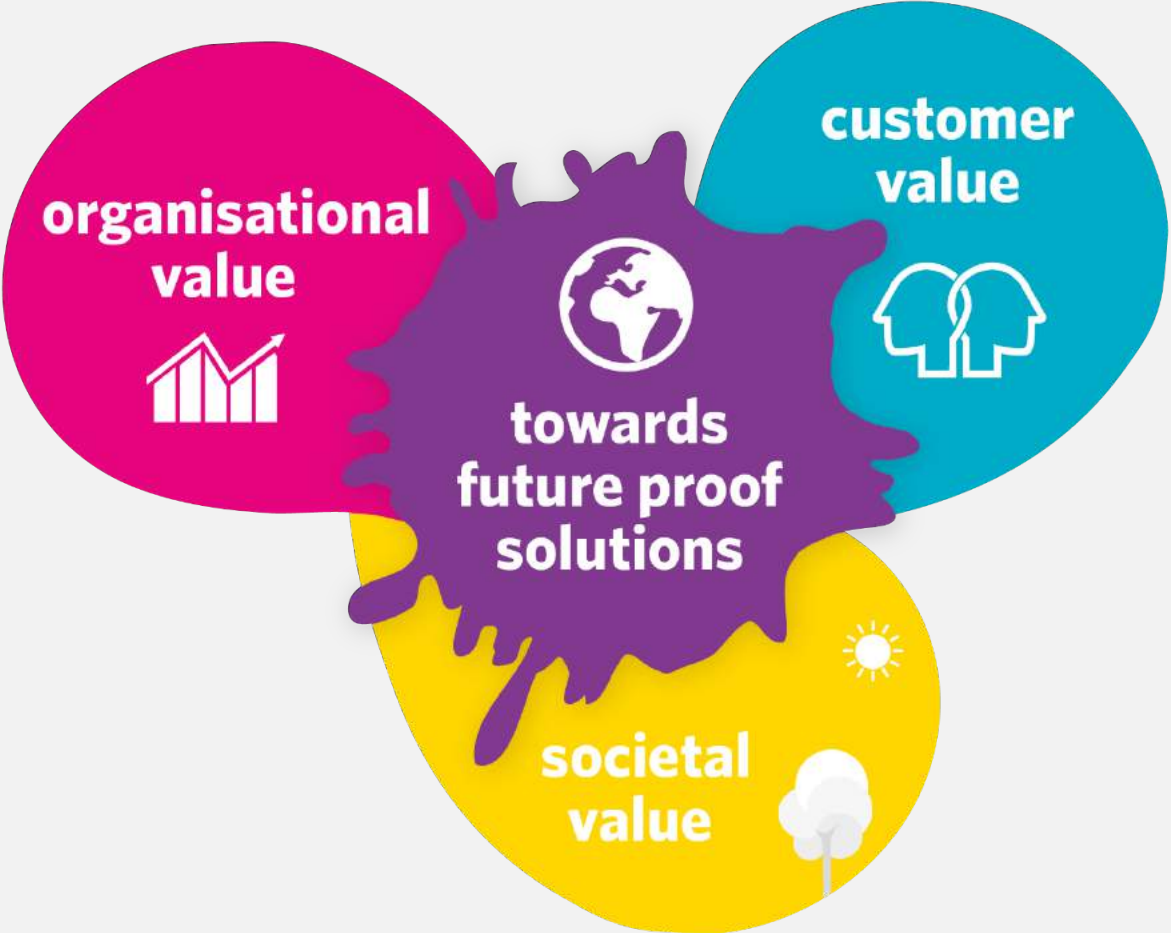 organisational
value
customer
value
towards
future proof
solutions
societal
value